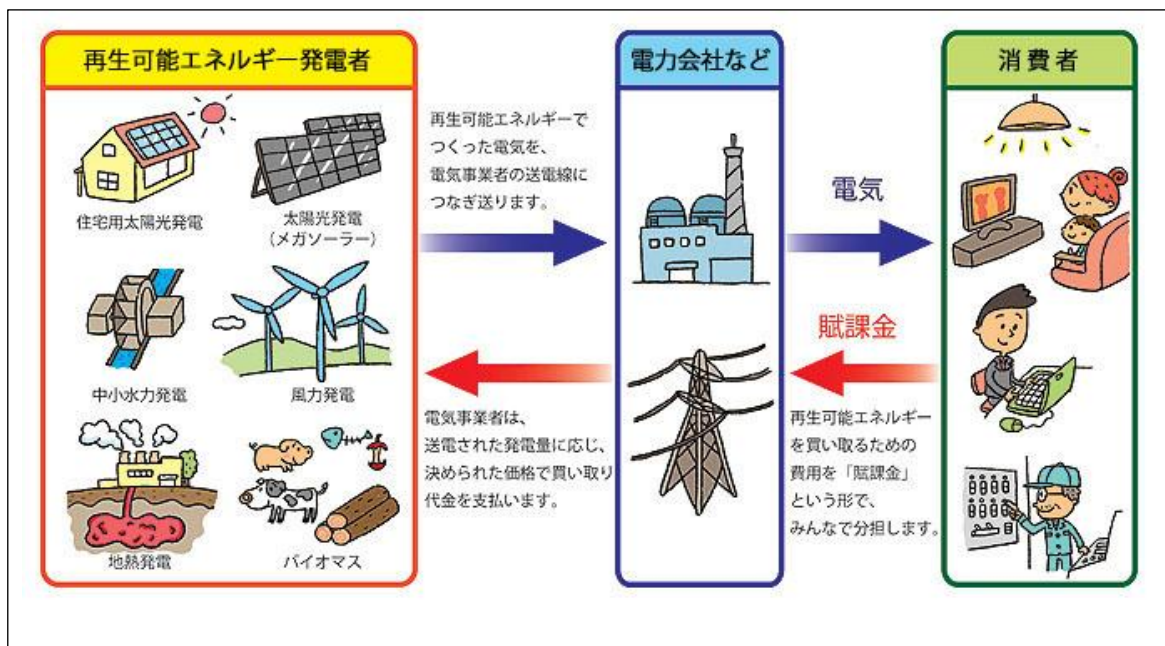 再生可能エネルギー発電者
住宅用太陽光発電
太陽光発電
(メガソーラー)
中小水力発電
風力発電
地熱発電
バイオマス
再生可能エネルギーで
つくった電気を、
電気事業者の送電線に
つなぎ送ります。
電気事業者は、
送電された発電量に応じ、
決められた価格で買い取り
代金を支払います。
電力会社など
電気
賦課金
再生可能エネルギー
を買い取るための
費用を「賦課金」
という形で、
みんなで分担します。
消費者